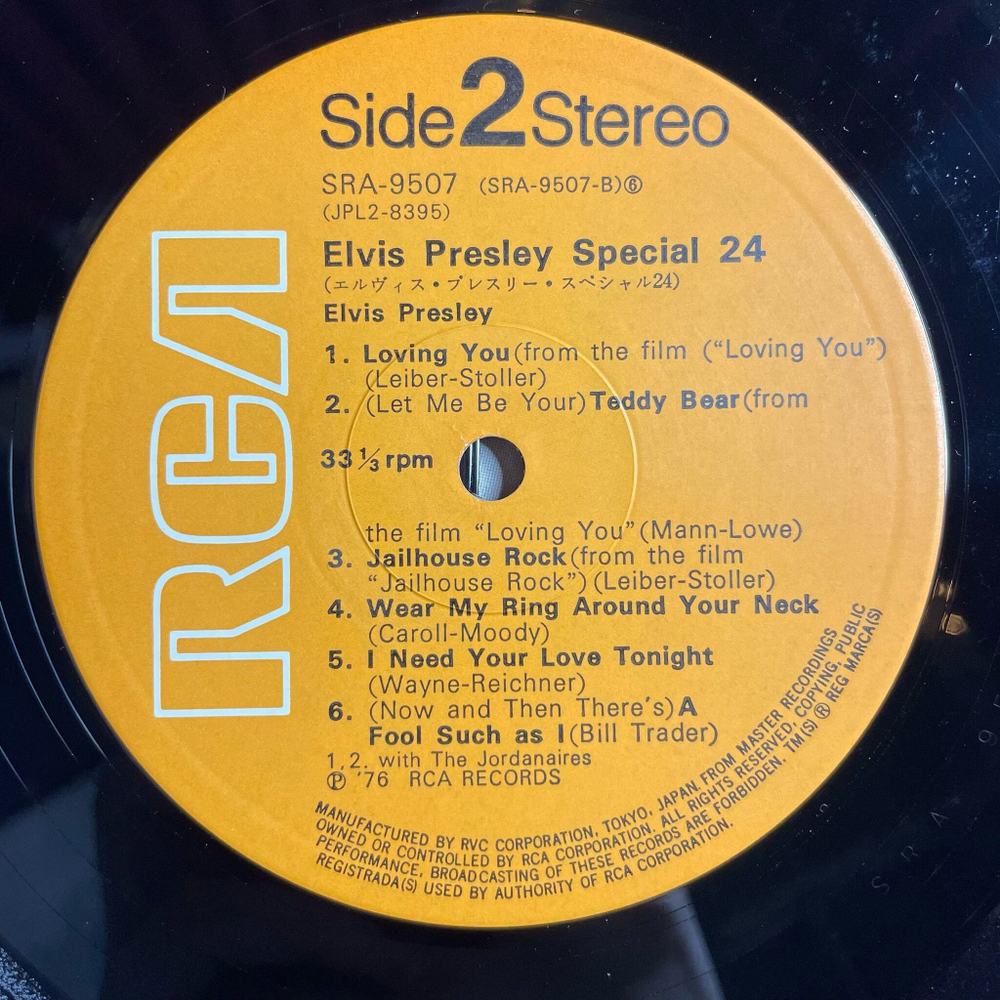 Side 2 Stereo
SRA-9507 (SRA-9507-B)⑥
(JPL2-8395)
Elvis Presley Special 24
(エルヴィス・プレスリー・スペシャル24)
Elvis Presley
1. Loving You (from the film (“Loving You”)
(Leiber-Stoller)
2. (Let Me Be Your) Teddy Bear (from
33 1/3 rpm
the film “Loving You” (Mann-Lowe)
3. Jailhouse Rock (from the film
“Jailhouse Rock”) (Leiber-Stoller)
4. Wear My Ring Around Your Neck
(Caroll-Moody)
5. I Need Your Love Tonight
(Wayne-Reichner)
6. (Now and Then There's) A
Fool Such as I (Bill Trader)
1, 2. with The Jordanaires
℗ '76 RCA RECORDS
RCA
MANUFACTURED BY RVC CORPORATION, TOKYO, JAPAN. FROM MASTER RECORDINGS
OWNED OR CONTROLLED BY RCA CORPORATION. ALL RIGHTS RESERVED, COPYING, PUBLIC
PERFORMANCE, BROADCASTING OF THESE RECORDS ARE FORBIDDEN. TM(S) ® REG MARCA(S)
REGISTRADA(S) USED BY AUTHORITY OF RCA CORPORATION.